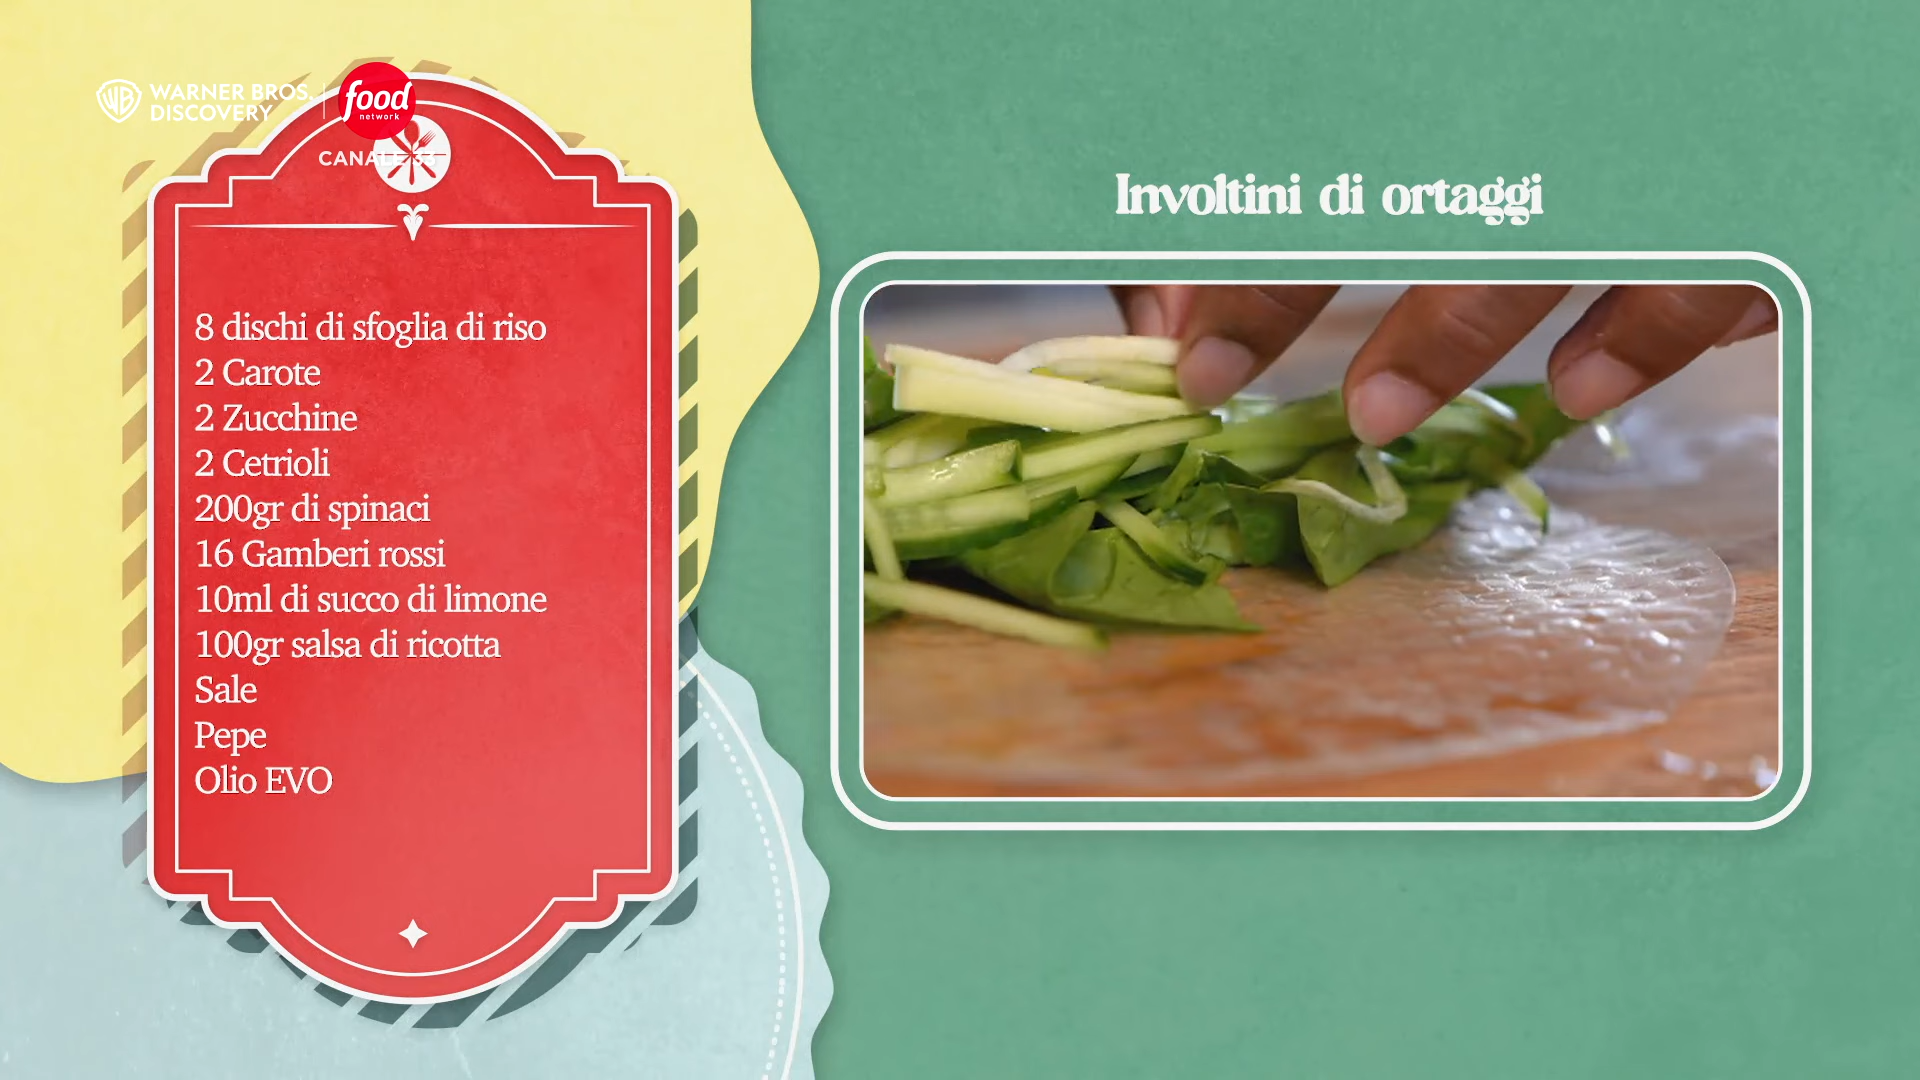 WARNER BROS.
DISCOVERY
food
network
CANALE 33
Involtini di ortaggi
8 dischi di sfoglia di riso
2 Carote
2 Zucchine
2 Cetrioli
200gr di spinaci
16 Gamberi rossi
10ml di succo di limone
100gr salsa di ricotta
Sale
Pepe
Olio EVO